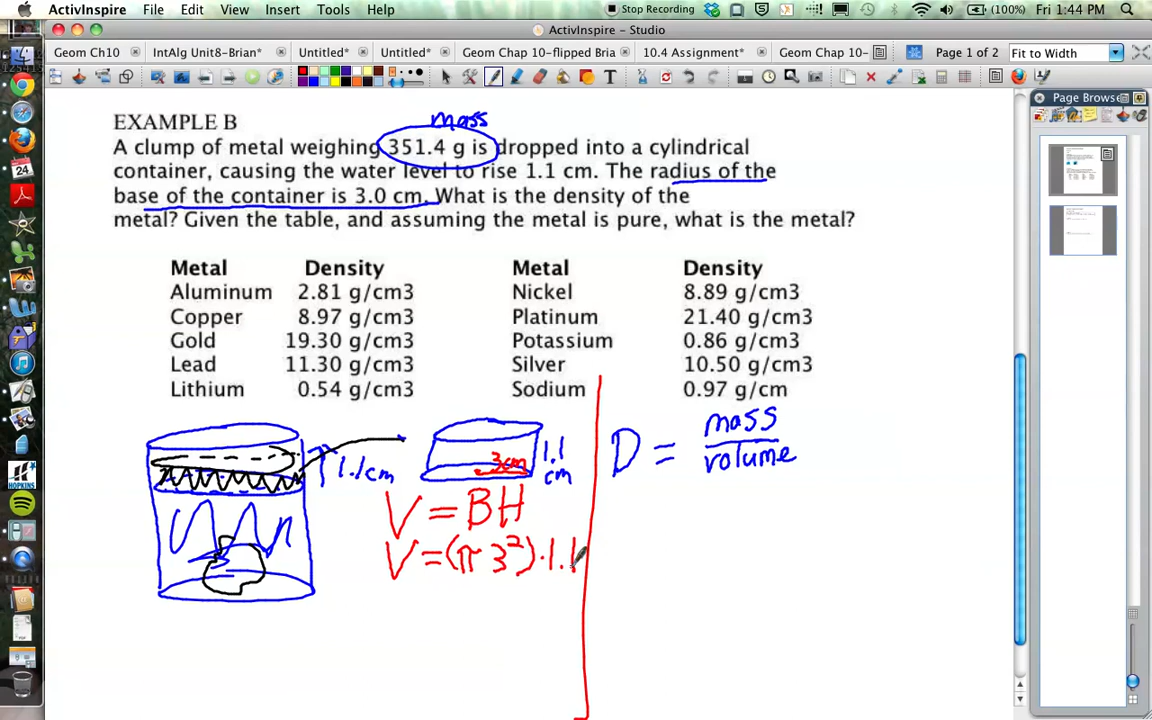 ActivInspire File Edit View Insert Tools Help Stop Recording (100%) Fri 1:44 PM
ActivInspire - Studio
Geom Ch10 IntAlg Unit8-Brian* Untitled* Untitled* Geom Chap 10-flipped Bria 10.4 Assignment* Geom Chap 10- Page 1 of 2 Fit to Width
Page Browse
EXAMPLE B
mass
A clump of metal weighing 351.4 g is dropped into a cylindrical
container, causing the water level to rise 1.1 cm. The radius of the
base of the container is 3.0 cm. What is the density of the
metal? Given the table, and assuming the metal is pure, what is the metal?
Metal Density Metal Density
Aluminum 2.81 g/cm3 Nickel 8.89 g/cm3
Copper 8.97 g/cm3 Platinum 21.40 g/cm3
Gold 19.30 g/cm3 Potassium 0.86 g/cm3
Lead 11.30 g/cm3 Silver 10.50 g/cm3
Lithium 0.54 g/cm3 Sodium 0.97 g/cm
1.1cm
3cm
1.1
cm
D = mass
volume
V = BH
V = (π 3²) · 1.1
24
HOPKINS